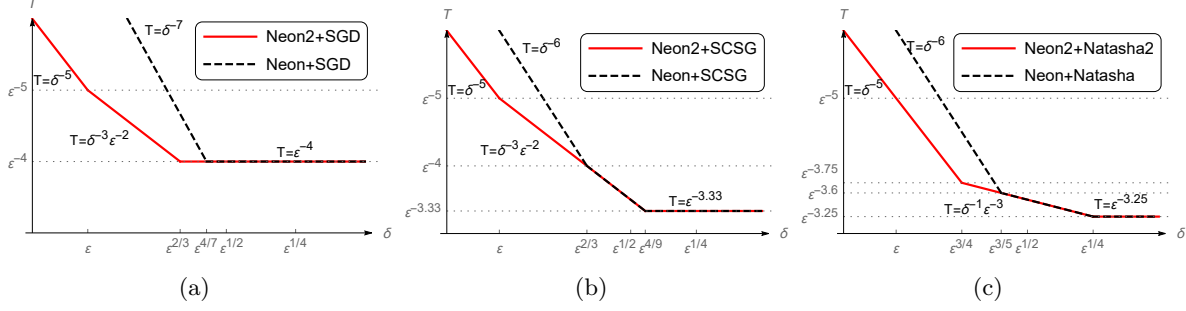 T
T=δ^-7
Neon2+SGD
Neon+SGD
T=δ^-5
ε^-5
T=δ^-3 ε^-2
T=ε^-4
ε^-4
δ
ε
ε^2/3
ε^4/7
ε^1/2
ε^1/4
(a)
T
T=δ^-6
Neon2+SCSG
Neon+SCSG
T=δ^-5
ε^-5
T=δ^-3 ε^-2
ε^-4
T=ε^-3.33
ε^-3.33
δ
ε
ε^2/3
ε^1/2
ε^4/9
ε^1/4
(b)
T
T=δ^-6
Neon2+Natasha2
Neon+Natasha
T=δ^-5
ε^-5
ε^-3.75
ε^-3.6
T=δ^-1 ε^-3
T=ε^-3.25
ε^-3.25
δ
ε
ε^3/4
ε^3/5
ε^1/2
ε^1/4
(c)